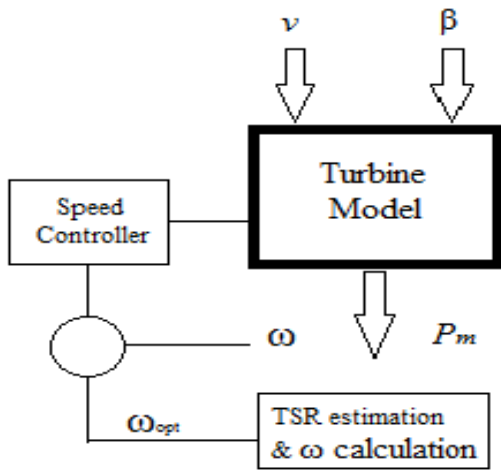 ν β
Turbine
Model
Speed
Controller
ω
Pm
ωopt
TSR estimation
& ω calculation